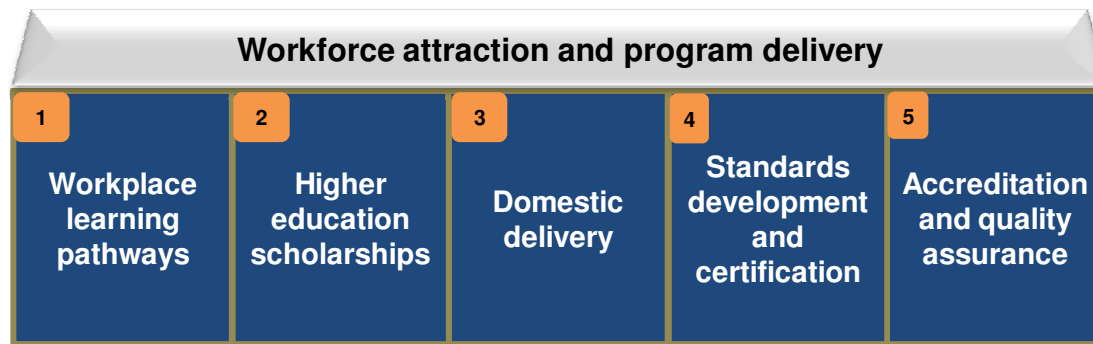 Workforce attraction and program delivery
1
Workplace
learning
pathways
2
Higher
education
scholarships
3
Domestic
delivery
4
Standards
development
and
certification
5
Accreditation
and quality
assurance